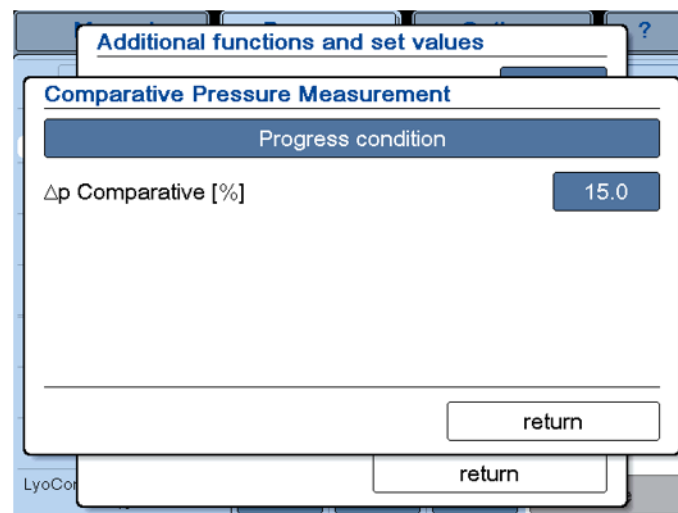 ?
Additional functions and set values
Comparative Pressure Measurement
Progress condition
△p Comparative [%]
15.0
return
return